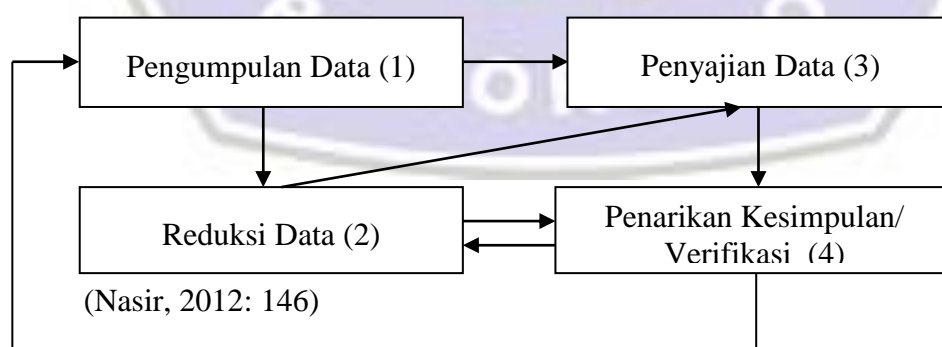 Pengumpulan Data (1)
Penyajian Data (3)
Reduksi Data (2)
Penarikan Kesimpulan/
Verifikasi (4)
(Nasir, 2012: 146)